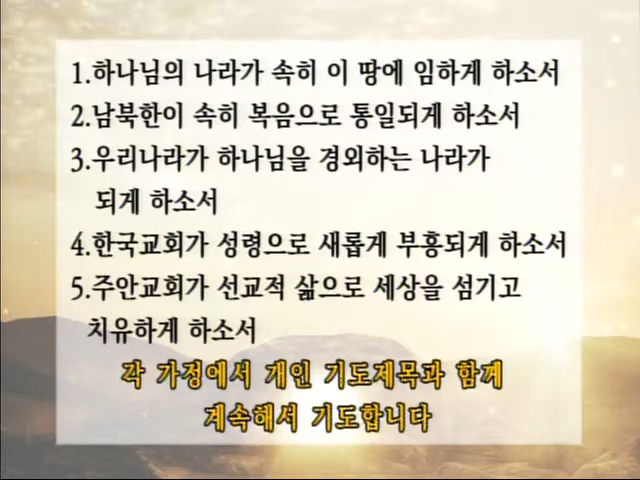 1.하나님의 나라가 속히 이 땅에 임하게 하소서
2.남북한이 속히 복음으로 통일되게 하소서
3.우리나라가 하나님을 경외하는 나라가
되게 하소서
4.한국교회가 성령으로 새롭게 부흥되게 하소서
5.주안교회가 선교적 삶으로 세상을 섬기고
치유하게 하소서
각 가정에서 개인 기도제목과 함께
계속해서 기도합니다